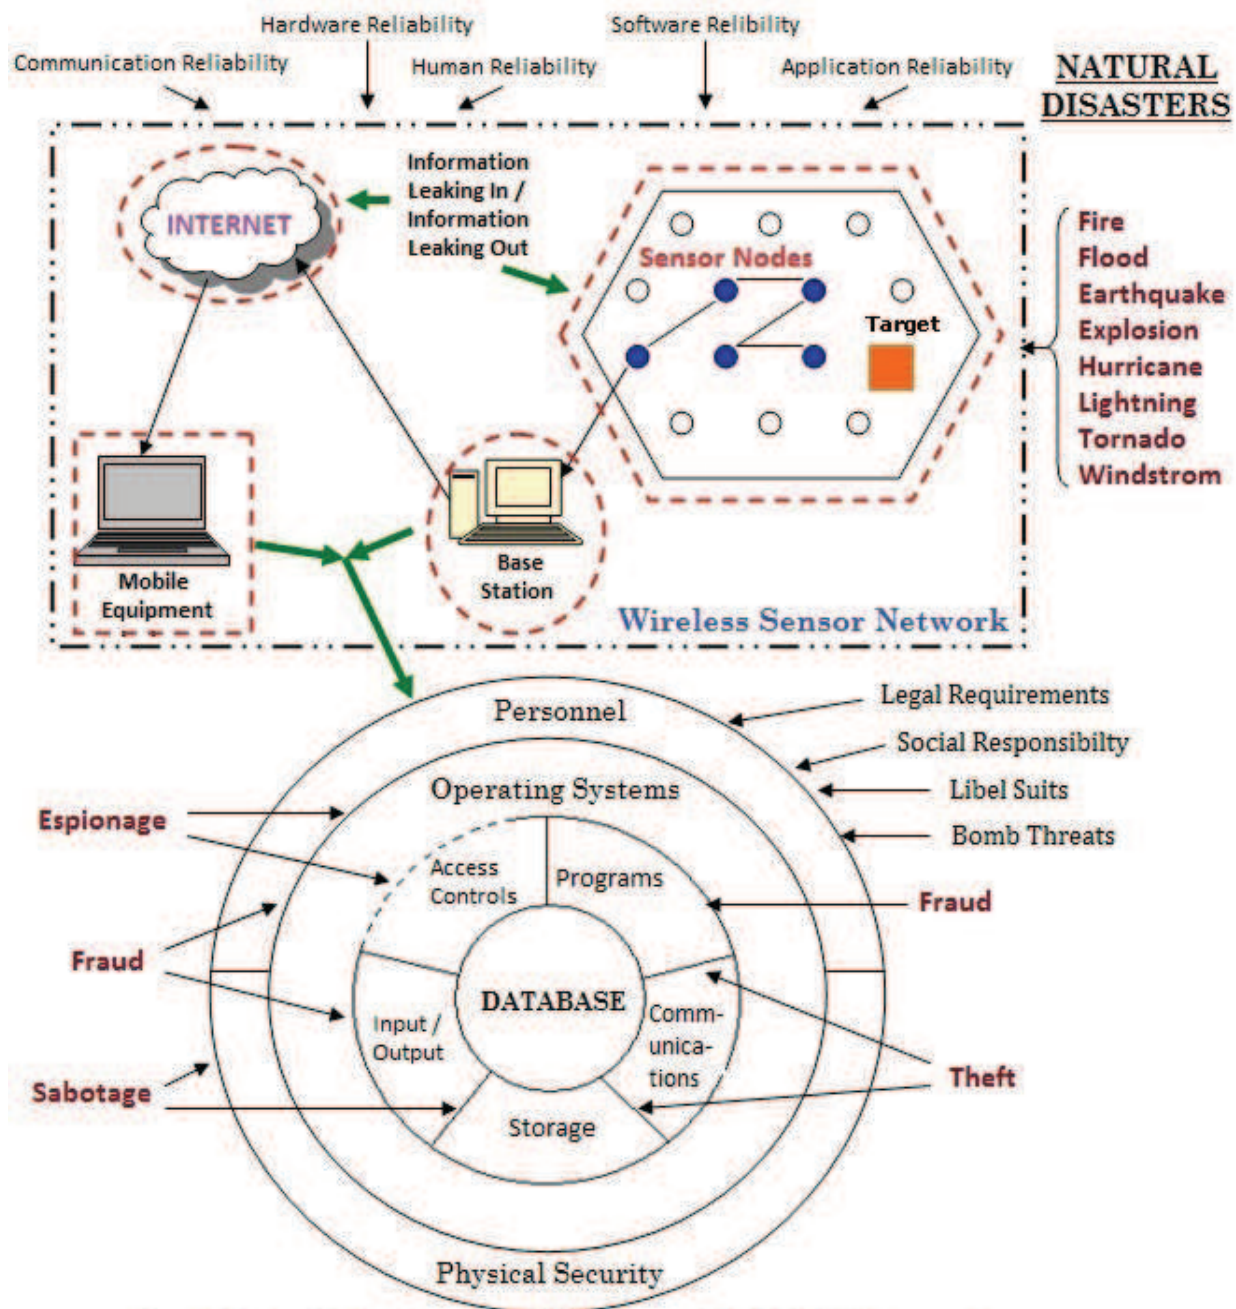 Hardware Reliability
Software Relibility
Communication Reliability
Human Reliability
Application Reliability
NATURAL
DISASTERS
Information
Leaking In /
Information
Leaking Out
INTERNET
Sensor Nodes
Target
Fire
Flood
Earthquake
Explosion
Hurricane
Lightning
Tornado
Windstrom
Mobile
Equipment
Base
Station
Wireless Sensor Network
Personnel
Operating Systems
Legal Requirements
Social Responsibilty
Libel Suits
Bomb Threats
Espionage
Access
Controls
Programs
Fraud
Fraud
DATABASE
Input /
Output
Comm-
unica-
tions
Sabotage
Theft
Storage
Physical Security